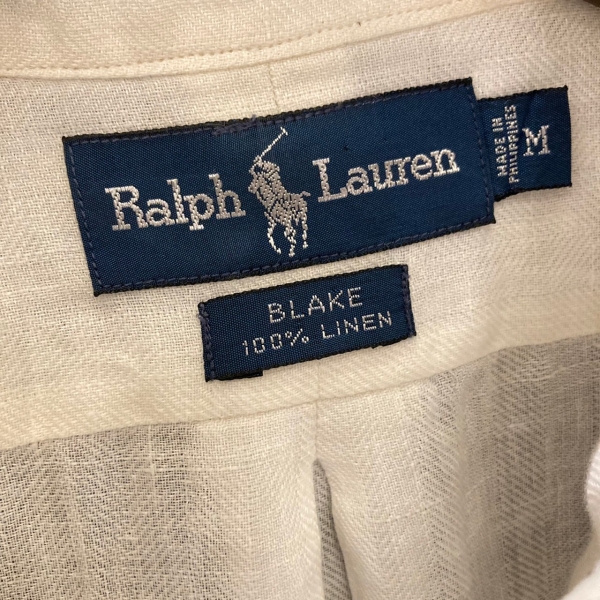 Ralph Lauren
MADE IN
PHILIPPINES
M
BLAKE
100% LINEN